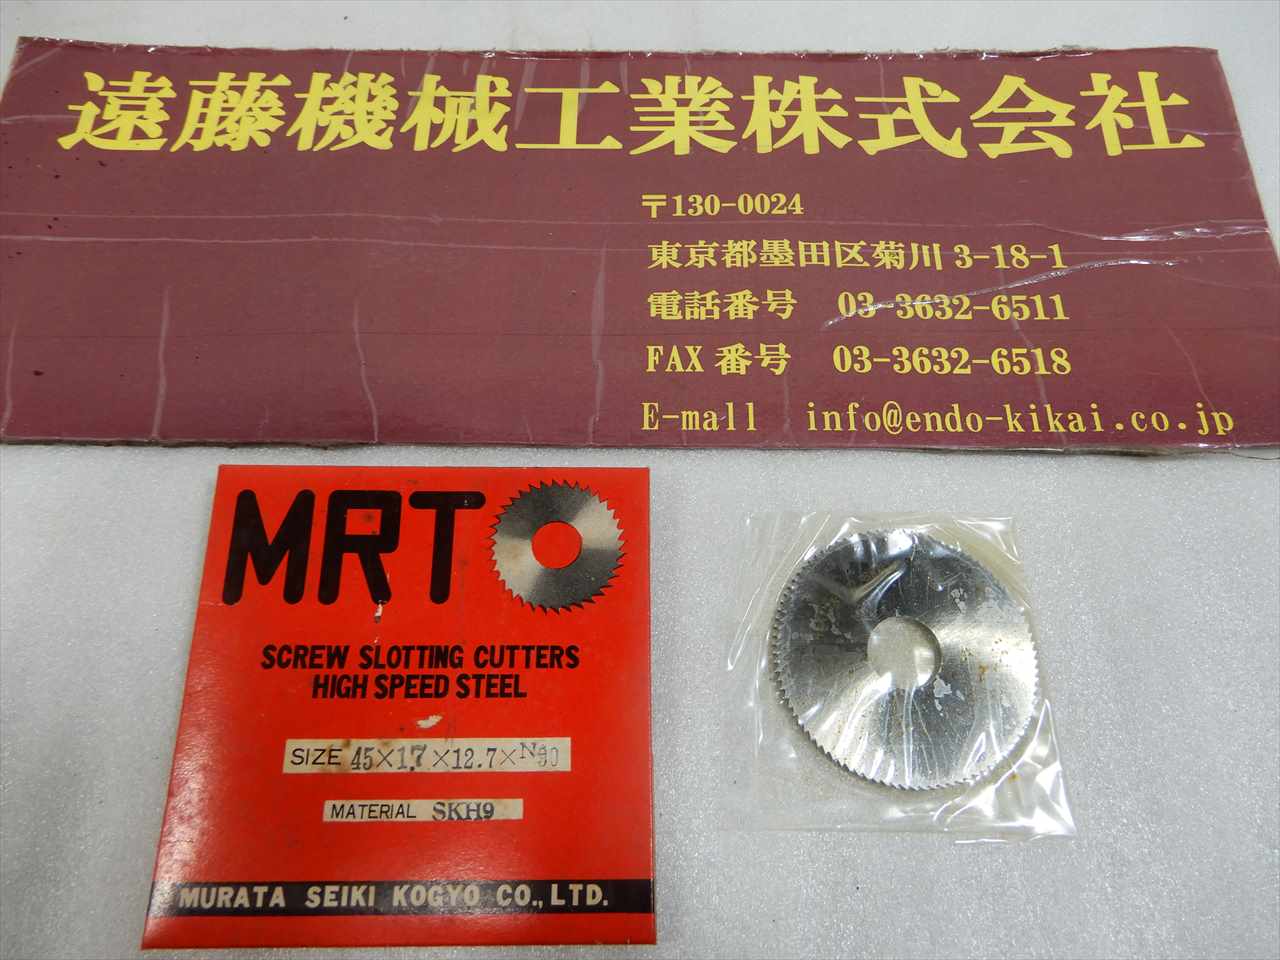 遠藤機械工業株式会社
〒130-0024
東京都墨田区菊川 3-18-1
電話番号 03-3632-6511
FAX 番号 03-3632-6518
E-mall info@endo-kikai.co.jp
MRT
SCREW SLOTTING CUTTERS
HIGH SPEED STEEL
SIZE 45×1.7×12.7×N90
MATERIAL SKH9
MURATA SEIKI KOGYO CO., LTD.